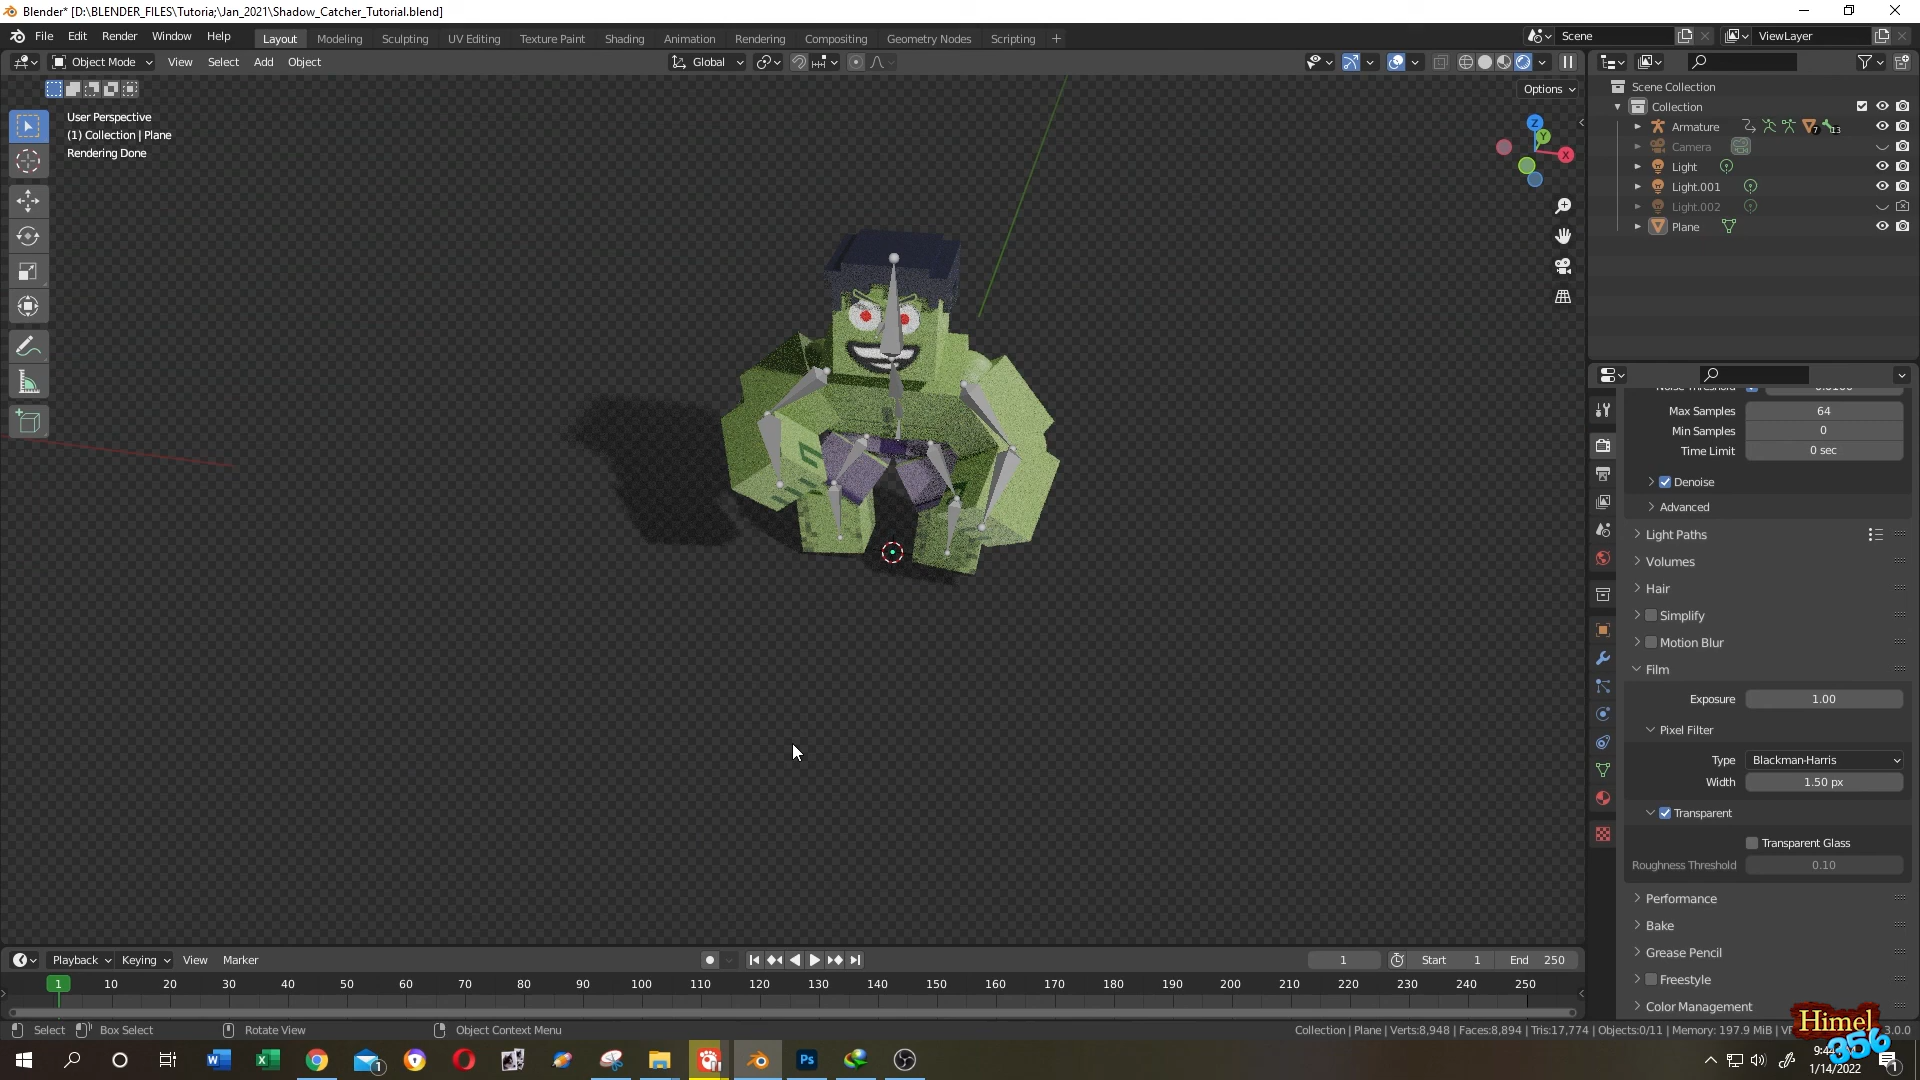 Blender* [D:\BLENDER_FILES\Tutoria;\Jan_2021\Shadow_Catcher_Tutorial.blend]
File Edit Render Window Help Layout Modeling Sculpting UV Editing Texture Paint Shading Animation Rendering Compositing Geometry Nodes Scripting + Scene ViewLayer
Object Mode View Select Add Object Global
Options
User Perspective
(1) Collection | Plane
Rendering Done
Z
Y
X
Scene Collection
Collection
Armature 7 13
Camera
Light
Light.001
Light.002
Plane
Max Samples 64
Min Samples 0
Time Limit 0 sec
Denoise
Advanced
Light Paths
Volumes
Hair
Simplify
Motion Blur
Film
Exposure 1.00
Pixel Filter
Type Blackman-Harris
Width 1.50 px
Transparent
Transparent Glass
Roughness Threshold 0.10
Performance
Bake
Grease Pencil
Freestyle
Color Management
Playback Keying View Marker 1 Start 1 End 250
1 10 20 30 40 50 60 70 80 90 100 110 120 130 140 150 160 170 180 190 200 210 220 230 240 250
Select Box Select Rotate View Object Context Menu
Collection | Plane | Verts:8,948 | Faces:8,894 | Tris:17,774 | Objects:0/11 | Memory: 197.9 MiB | 3.0.0
Himel
356
1/14/2022